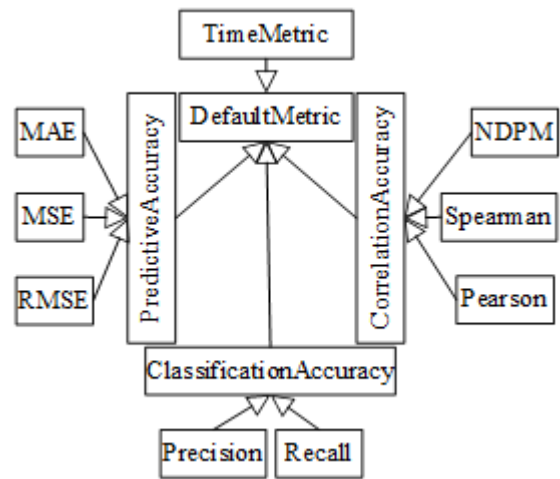 TimeMetric
DefaultMetric
MAE
MSE
RMSE
PredictiveAccuracy
CorrelationAccuracy
NDPM
Spearman
Pearson
ClassificationAccuracy
Precision
Recall